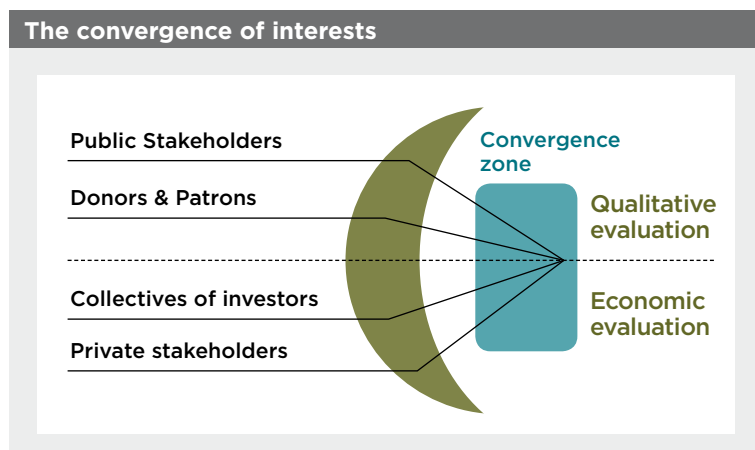 The convergence of interests
Public Stakeholders
Donors & Patrons
Collectives of investors
Private stakeholders
Convergence
zone
Qualitative
evaluation
Economic
evaluation